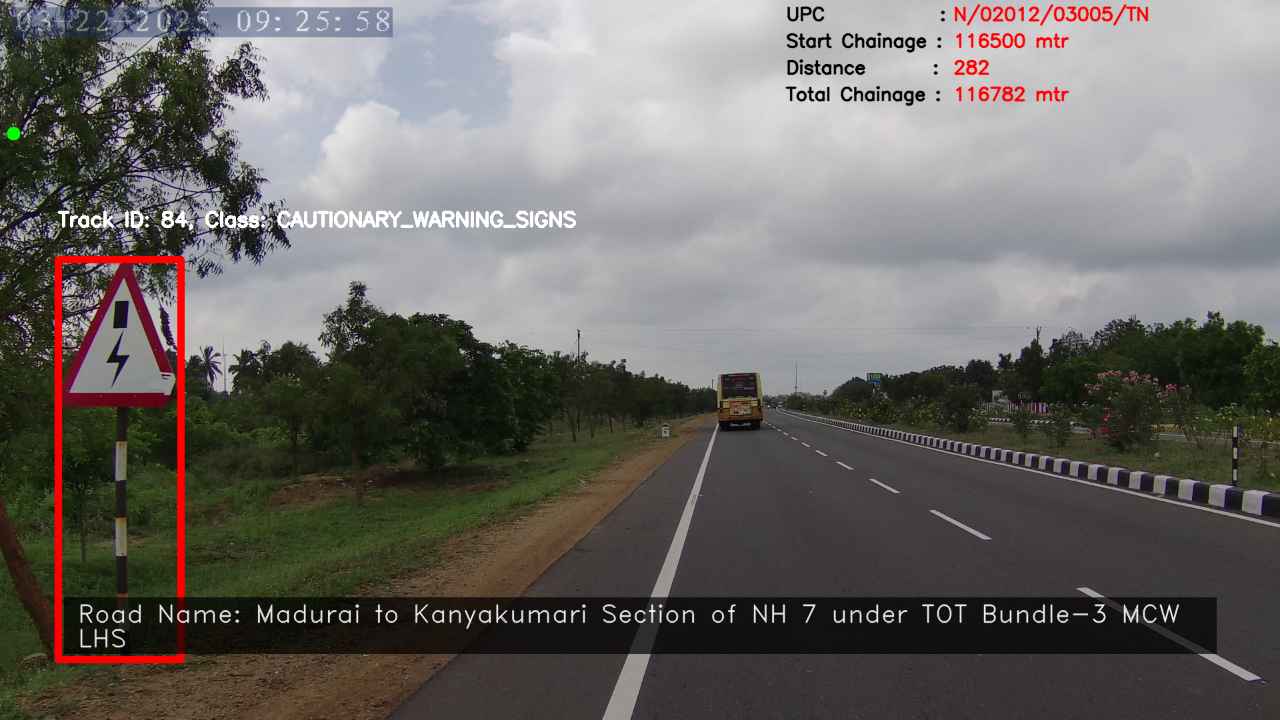 03-22-2025 09:25:58
UPC : N/02012/03005/TN
Start Chainage : 116500 mtr
Distance : 282
Total Chainage : 116782 mtr
Track ID: 84, Class: CAUTIONARY_WARNING_SIGNS
Road Name: Madurai to Kanyakumari Section of NH 7 under TOT Bundle-3 MCW
LHS